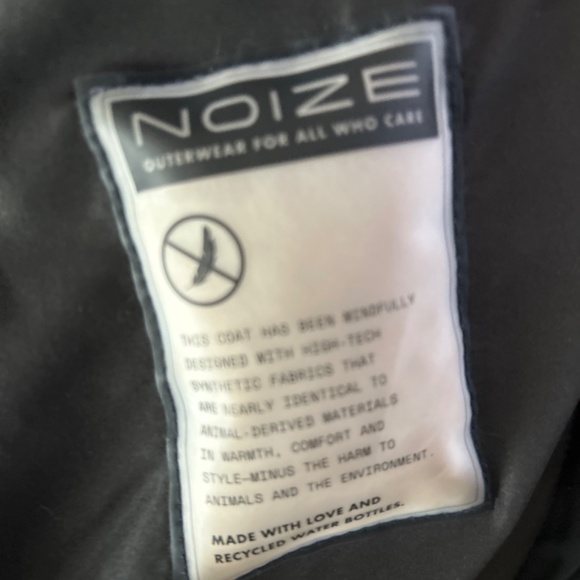 NOIZE
OUTERWEAR FOR ALL WHO CARE
THIS COAT HAS BEEN MINDFULLY
DESIGNED WITH HIGH-TECH
SYNTHETIC FABRICS THAT
ARE NEARLY IDENTICAL TO
ANIMAL-DERIVED MATERIALS
IN WARMTH, COMFORT AND
STYLE—MINUS THE HARM TO
ANIMALS AND THE ENVIRONMENT.
MADE WITH LOVE AND
RECYCLED WATER BOTTLES.